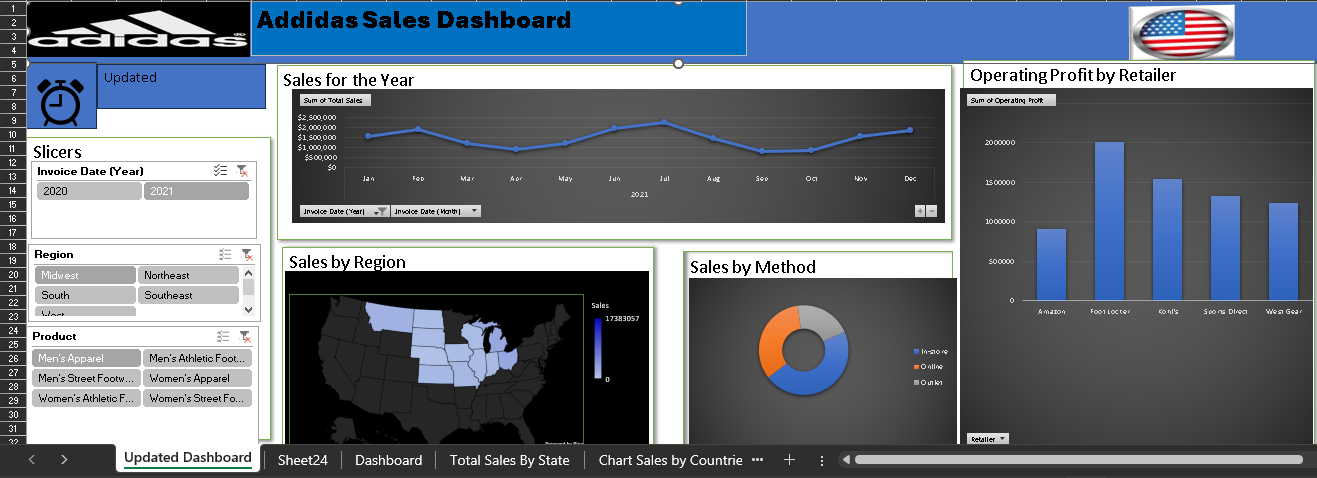 1
2
3
4
5
6
7
8
9
10
11
12
13
14
15
16
17
18
19
20
21
22
23
24
25
26
27
28
29
30
31
32
adidas
Addidas Sales Dashboard
Updated
Slicers
Invoice Date (Year)
2020 2021
Region
Midwest Northeast
South Southeast
West
Product
Men's Apparel Men's Athletic Foot...
Men's Street Footw... Women's Apparel
Women's Athletic F... Women's Street Fo...
Sales for the Year
Sum of Total Sales
$2,500,000
$2,000,000
$1,500,000
$1,000,000
$500,000
$0
Jan Feb Mar Apr May Jun Jul Aug Sep Oct Nov Dec
2021
Invoice Date (Year) Invoice Date (Month)
+ −
Sales by Region
Sales
17383057
0
Sales by Method
In-store
Online
Outlet
Operating Profit by Retailer
Sum of Operating Profit
2000000
1500000
1000000
500000
0
Amazon Foot Locker Kohl's Sports Direct West Gear
Retailer
Updated Dashboard Sheet24 Dashboard Total Sales By State Chart Sales by Countrie ··· +